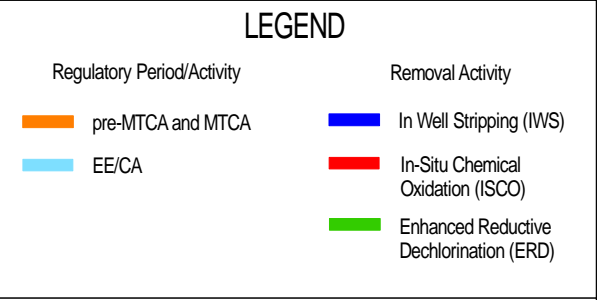 LEGEND
Regulatory Period/Activity
pre-MTCA and MTCA
EE/CA
Removal Activity
In Well Stripping (IWS)
In-Situ Chemical
Oxidation (ISCO)
Enhanced Reductive
Dechlorination (ERD)